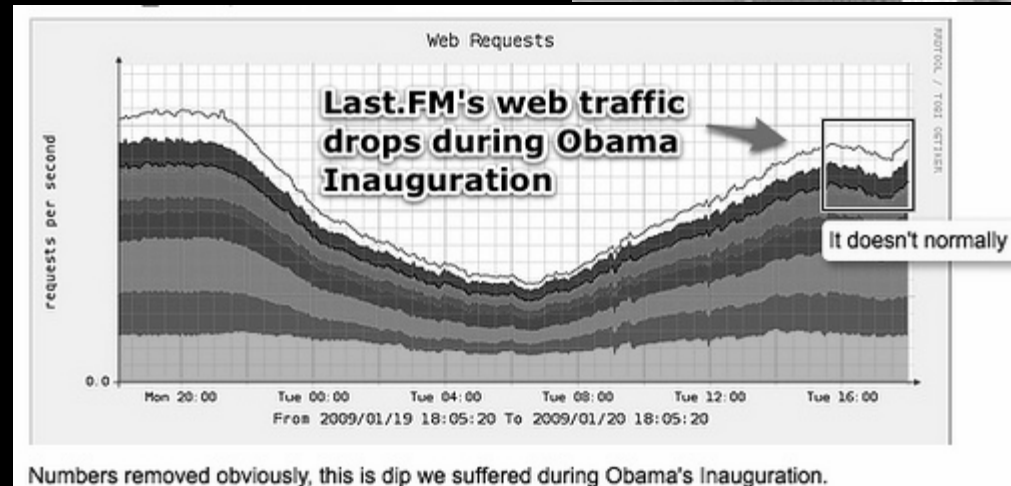 Web Requests
RRDTOOL / TOBI OETIKER
Last.FM's web traffic
drops during Obama
Inauguration
requests per second
It doesn't normally
0.0
Mon 20:00 Tue 00:00 Tue 04:00 Tue 08:00 Tue 12:00 Tue 16:00
From 2009/01/19 18:05:20 To 2009/01/20 18:05:20
Numbers removed obviously, this is dip we suffered during Obama's Inauguration.